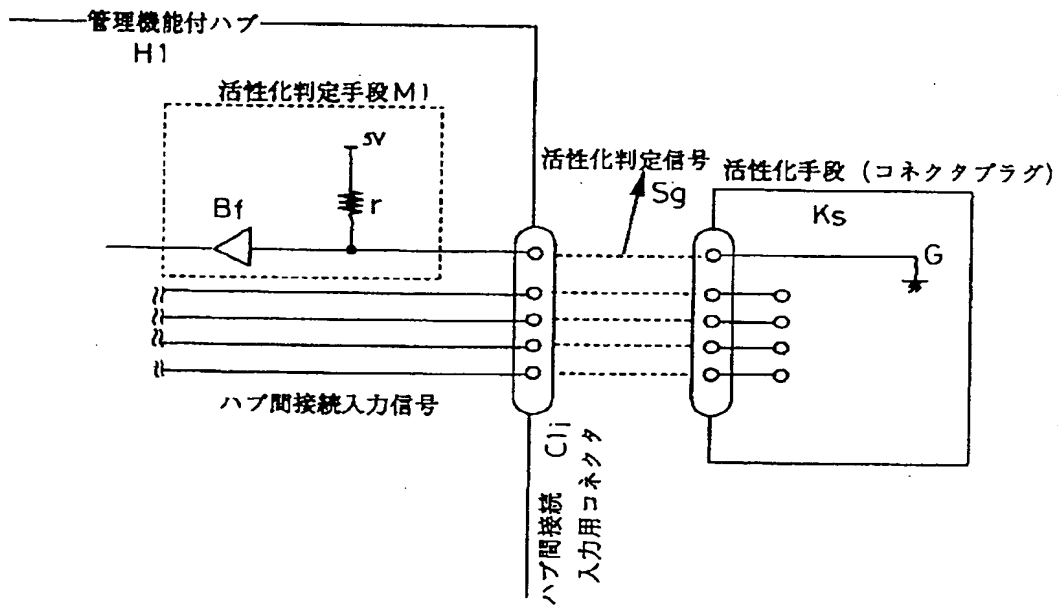 管理機能付ハブ
H1
活性化判定手段M1
5V
r
Bf
活性化判定信号
Sg
活性化手段(コネクタプラグ)
Ks
G
ハブ間接続入力信号
ハブ間接続 C1i
入力用コネクタ